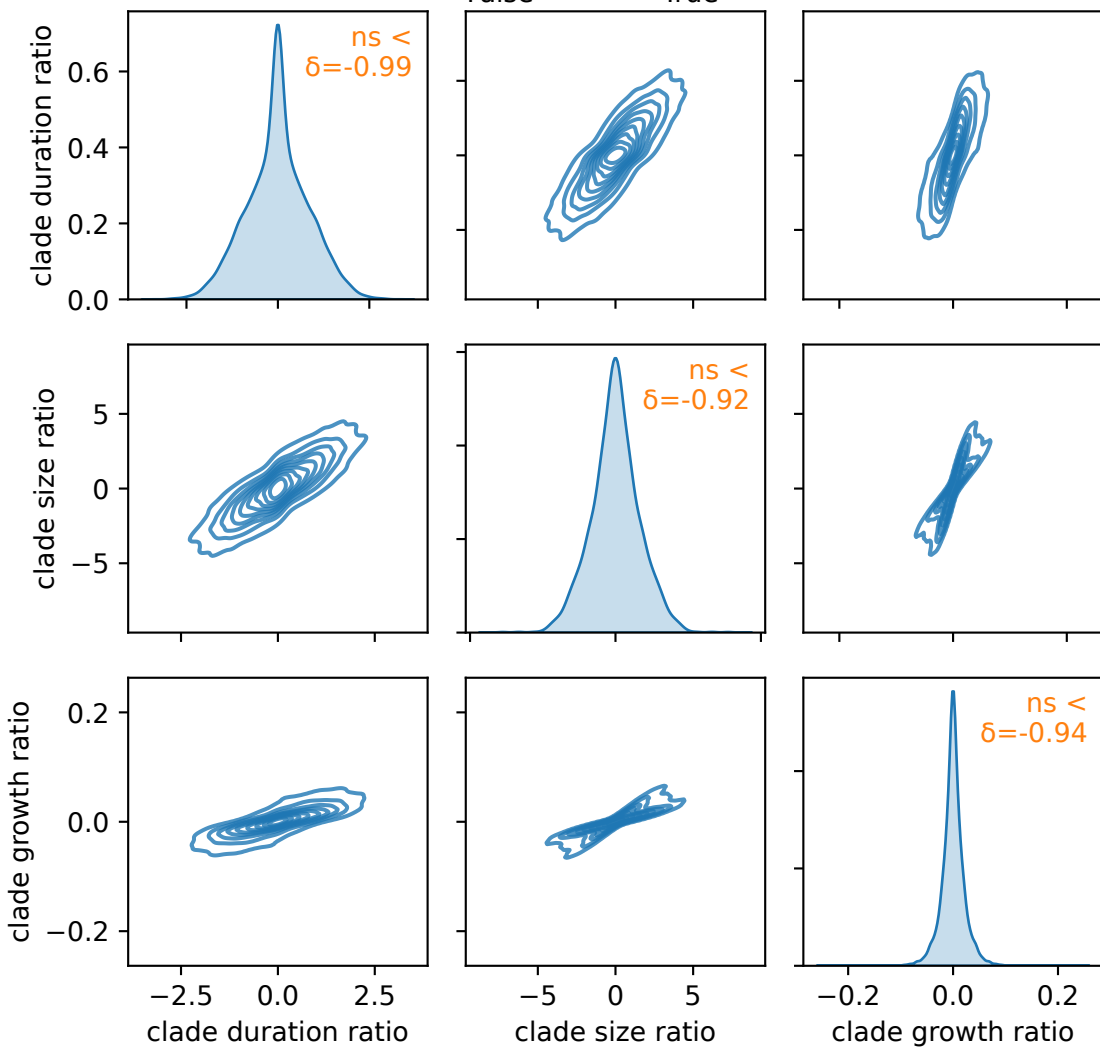 clade duration ratio
0.6
0.4
0.2
0.0
ns <
δ=-0.99
clade size ratio
5
0
−5
ns <
δ=-0.92
clade growth ratio
0.2
0.0
−0.2
ns <
δ=-0.94
−2.5 0.0 2.5
clade duration ratio
−5 0 5
clade size ratio
−0.2 0.0 0.2
clade growth ratio